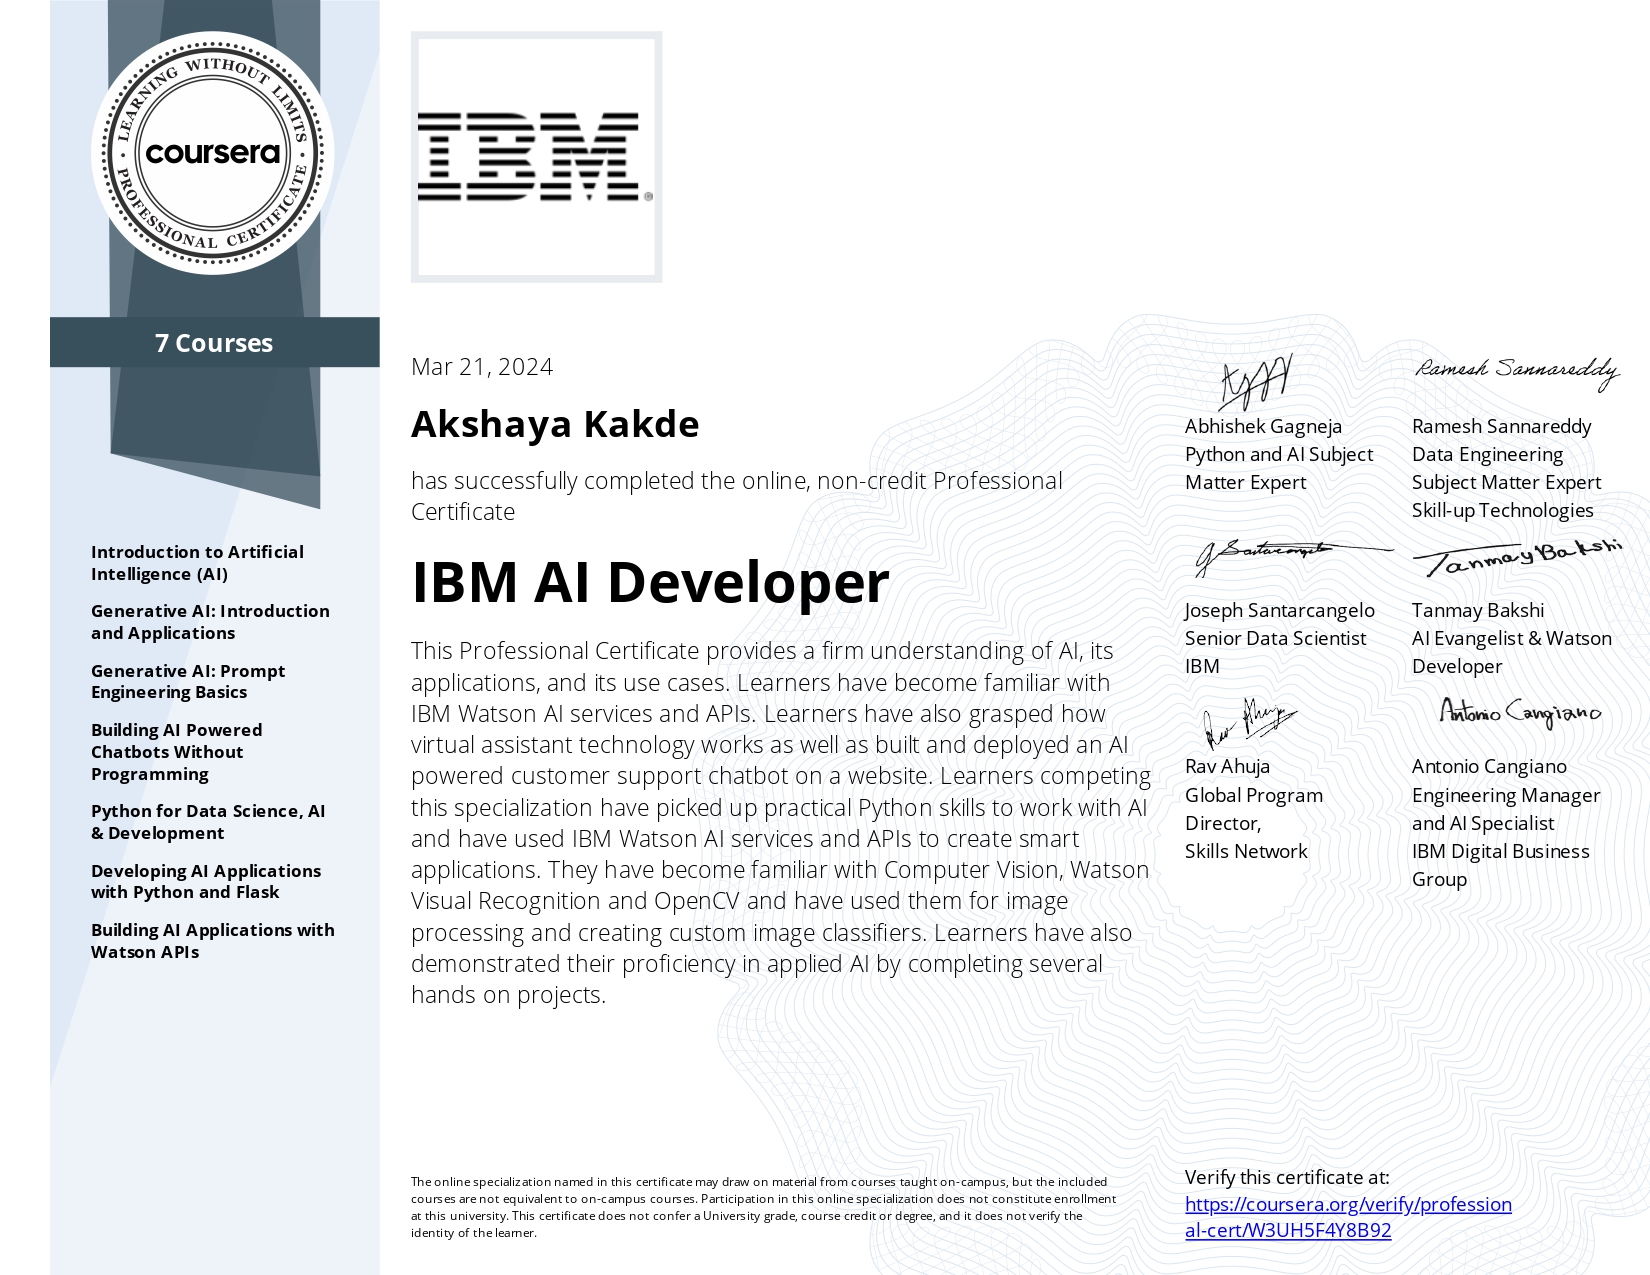 LEARNING WITHOUT LIMITS
coursera
PROFESSIONAL CERTIFICATE
7 Courses
Introduction to Artificial
Intelligence (AI)
Generative AI: Introduction
and Applications
Generative AI: Prompt
Engineering Basics
Building AI Powered
Chatbots Without
Programming
Python for Data Science, AI
& Development
Developing AI Applications
with Python and Flask
Building AI Applications with
Watson APIs
IBM®
Mar 21, 2024
Akshaya Kakde
has successfully completed the online, non-credit Professional
Certificate
IBM AI Developer
This Professional Certificate provides a firm understanding of AI, its
applications, and its use cases. Learners have become familiar with
IBM Watson AI services and APIs. Learners have also grasped how
virtual assistant technology works as well as built and deployed an AI
powered customer support chatbot on a website. Learners competing
this specialization have picked up practical Python skills to work with AI
and have used IBM Watson AI services and APIs to create smart
applications. They have become familiar with Computer Vision, Watson
Visual Recognition and OpenCV and have used them for image
processing and creating custom image classifiers. Learners have also
demonstrated their proficiency in applied AI by completing several
hands on projects.
Abhishek Gagneja
Python and AI Subject
Matter Expert
Ramesh Sannareddy
Ramesh Sannareddy
Data Engineering
Subject Matter Expert
Skill-up Technologies
J Santarcangelo
Joseph Santarcangelo
Senior Data Scientist
IBM
Tanmay Bakshi
Tanmay Bakshi
AI Evangelist & Watson
Developer
Rav Ahuja
Rav Ahuja
Global Program
Director,
Skills Network
Antonio Cangiano
Antonio Cangiano
Engineering Manager
and AI Specialist
IBM Digital Business
Group
The online specialization named in this certificate may draw on material from courses taught on-campus, but the included
courses are not equivalent to on-campus courses. Participation in this online specialization does not constitute enrollment
at this university. This certificate does not confer a University grade, course credit or degree, and it does not verify the
identity of the learner.
Verify this certificate at:
https://coursera.org/verify/profession
al-cert/W3UH5F4Y8B92